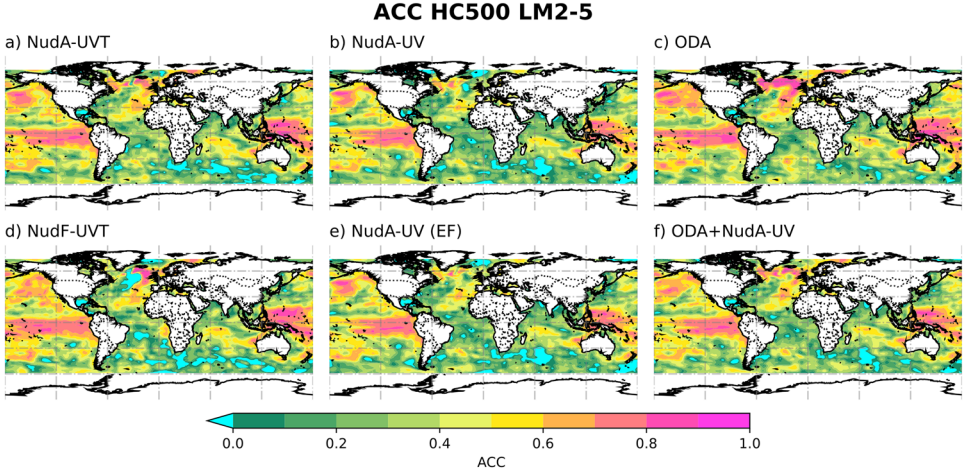 ACC HC500 LM2-5
a) NudA-UVT
b) NudA-UV
c) ODA
d) NudF-UVT
e) NudA-UV (EF)
f) ODA+NudA-UV
0.0 0.2 0.4 0.6 0.8 1.0
ACC